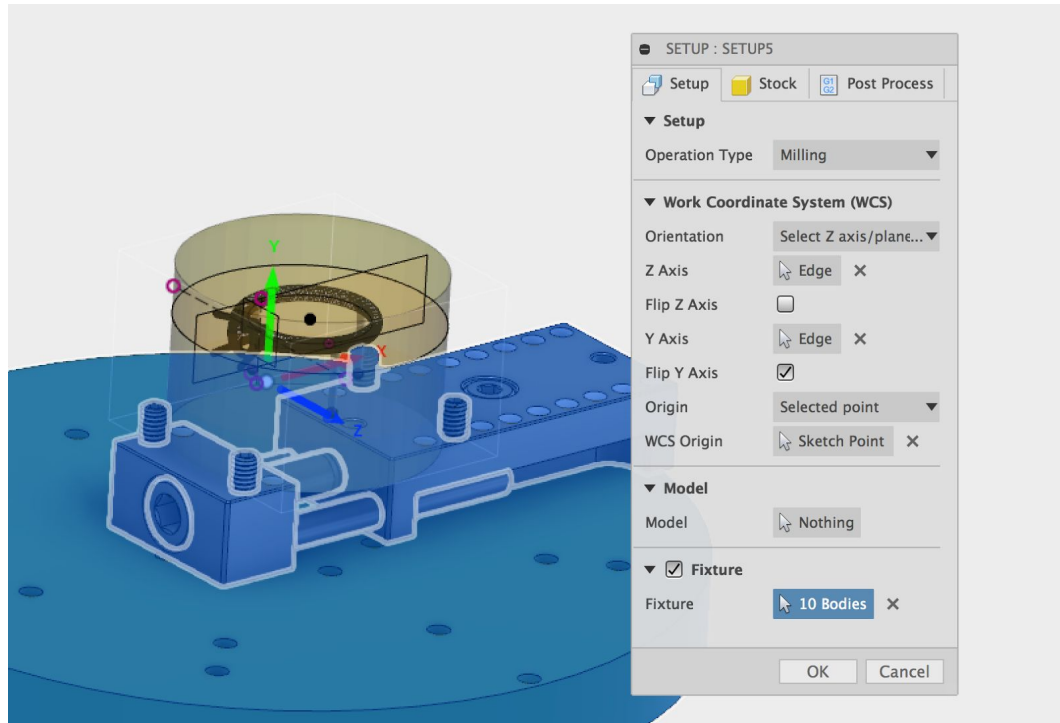 SETUP : SETUP5
Setup
Stock
G1
G2
Post Process
Setup
Operation Type Milling
Work Coordinate System (WCS)
Orientation Select Z axis/plane...
Z Axis Edge
Flip Z Axis
Y Axis Edge
Flip Y Axis
Origin Selected point
WCS Origin Sketch Point
Model
Model Nothing
Fixture
Fixture 10 Bodies
OK Cancel
Y
X
Z